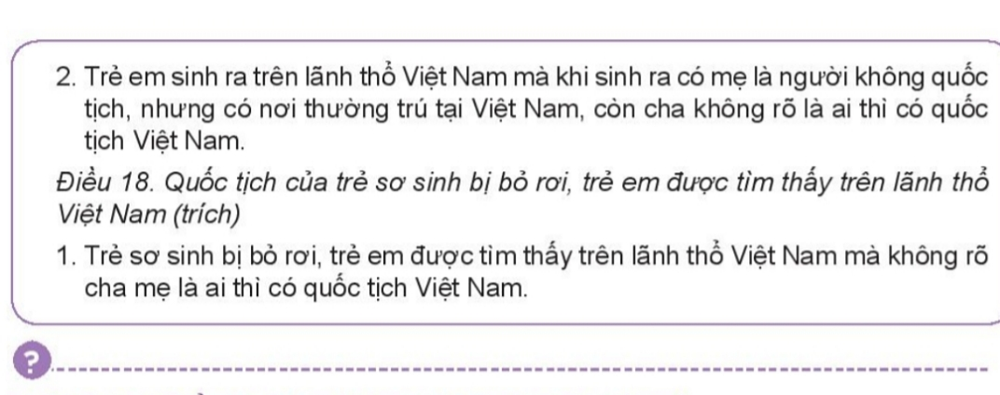 2. Trẻ em sinh ra trên lãnh thổ Việt Nam mà khi sinh ra có mẹ là người không quốc
tịch, nhưng có nơi thường trú tại Việt Nam, còn cha không rõ là ai thì có quốc
tịch Việt Nam.
Điều 18. Quốc tịch của trẻ sơ sinh bị bỏ rơi, trẻ em được tìm thấy trên lãnh thổ
Việt Nam (trích)
1. Trẻ sơ sinh bị bỏ rơi, trẻ em được tìm thấy trên lãnh thổ Việt Nam mà không rõ
cha mẹ là ai thì có quốc tịch Việt Nam.
?